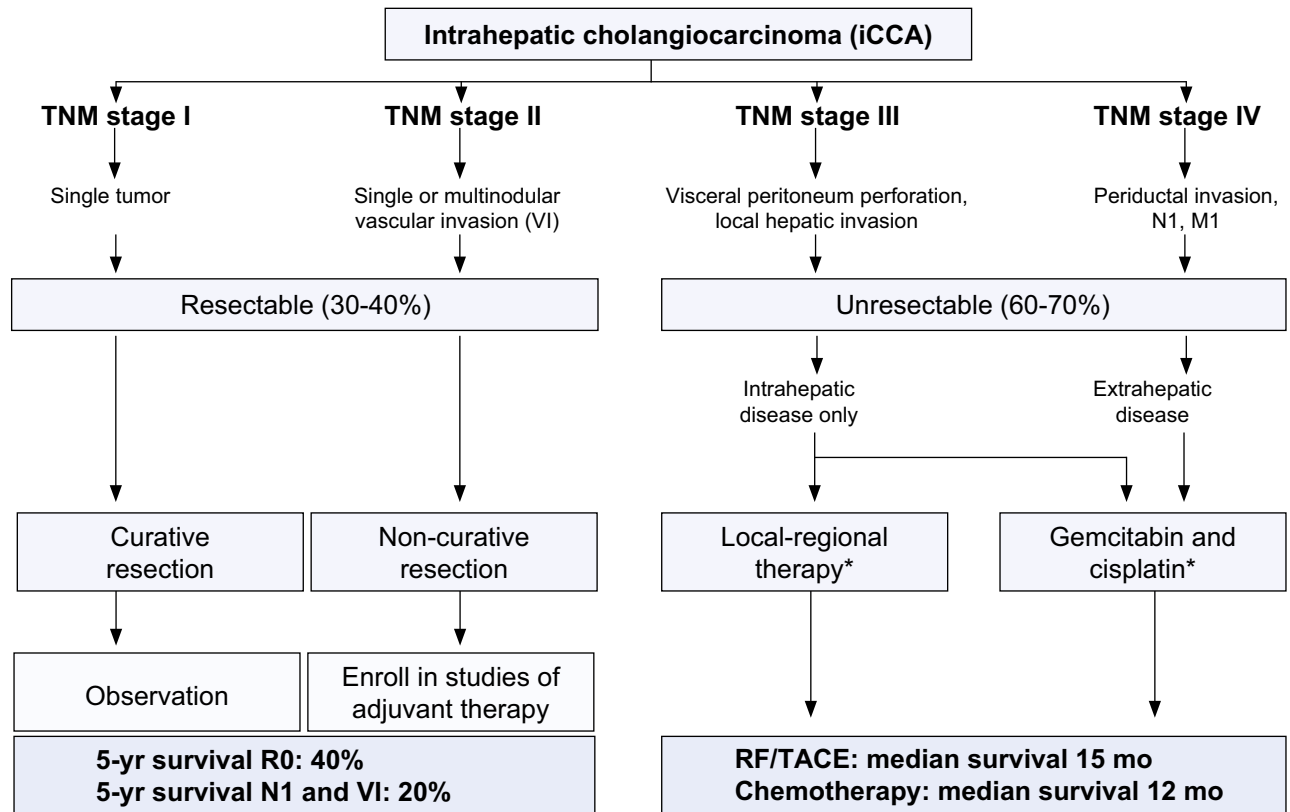 Intrahepatic cholangiocarcinoma (iCCA)
TNM stage I
TNM stage II
TNM stage III
TNM stage IV
Single tumor
Single or multinodular
vascular invasion (VI)
Visceral peritoneum perforation,
local hepatic invasion
Periductal invasion,
N1, M1
Resectable (30-40%)
Unresectable (60-70%)
Intrahepatic
disease only
Extrahepatic
disease
Curative
resection
Non-curative
resection
Local-regional
therapy*
Gemcitabin and
cisplatin*
Observation
Enroll in studies of
adjuvant therapy
5-yr survival R0: 40%
5-yr survival N1 and VI: 20%
RF/TACE: median survival 15 mo
Chemotherapy: median survival 12 mo